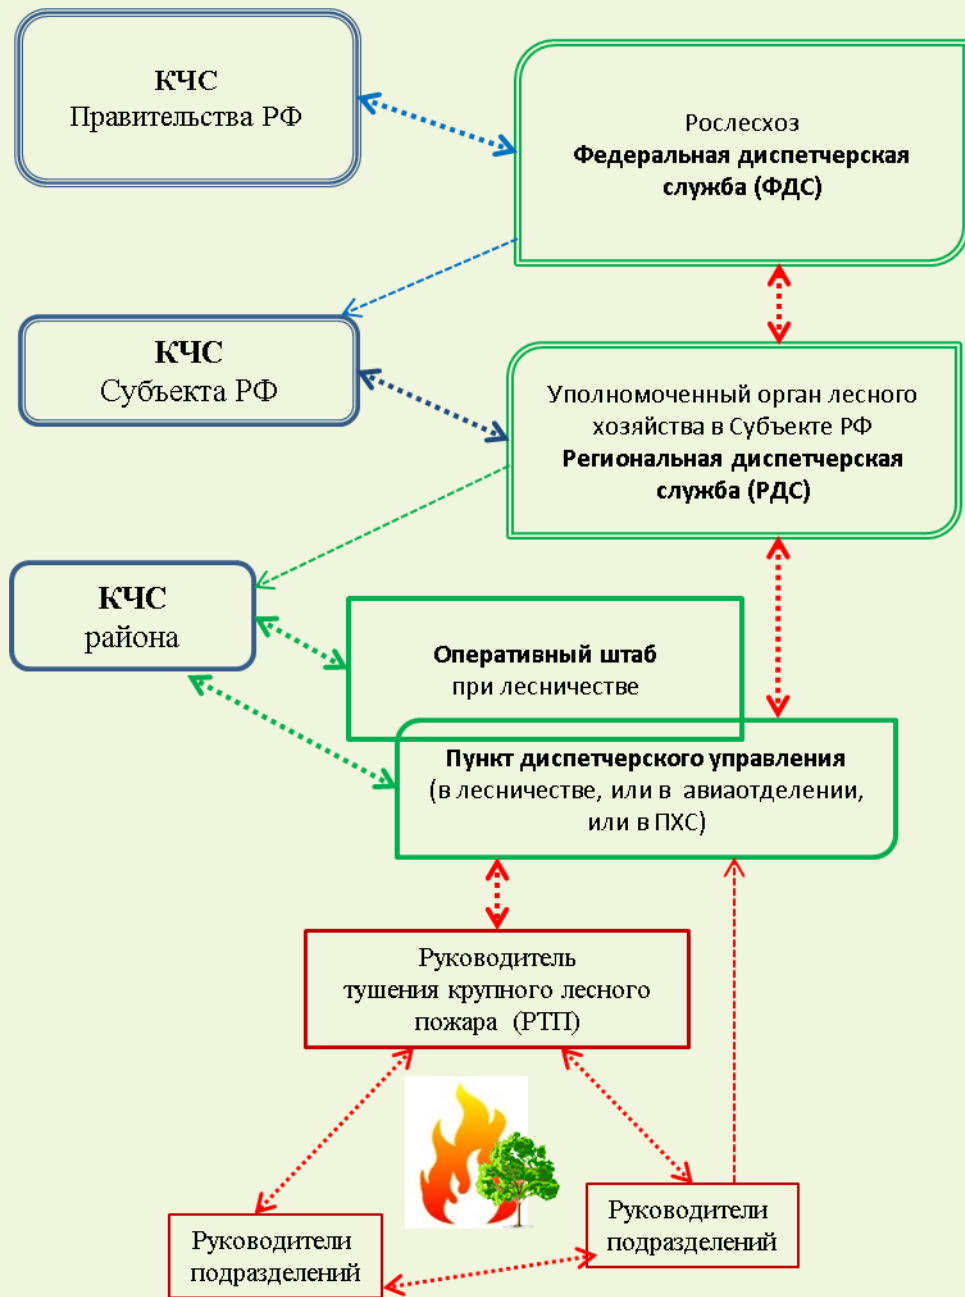 КЧС
Правительства РФ
Рослесхоз
Федеральная диспетчерская
служба (ФДС)
КЧС
Субъекта РФ
Уполномоченный орган лесного
хозяйства в Субъекте РФ
Региональная диспетчерская
служба (РДС)
КЧС
района
Оперативный штаб
при лесничестве
Пункт диспетчерского управления
(в лесничестве, или в авиаотделении,
или в ПХС)
Руководитель
тушения крупного лесного
пожара (РТП)
Руководители
подразделений
Руководители
подразделений